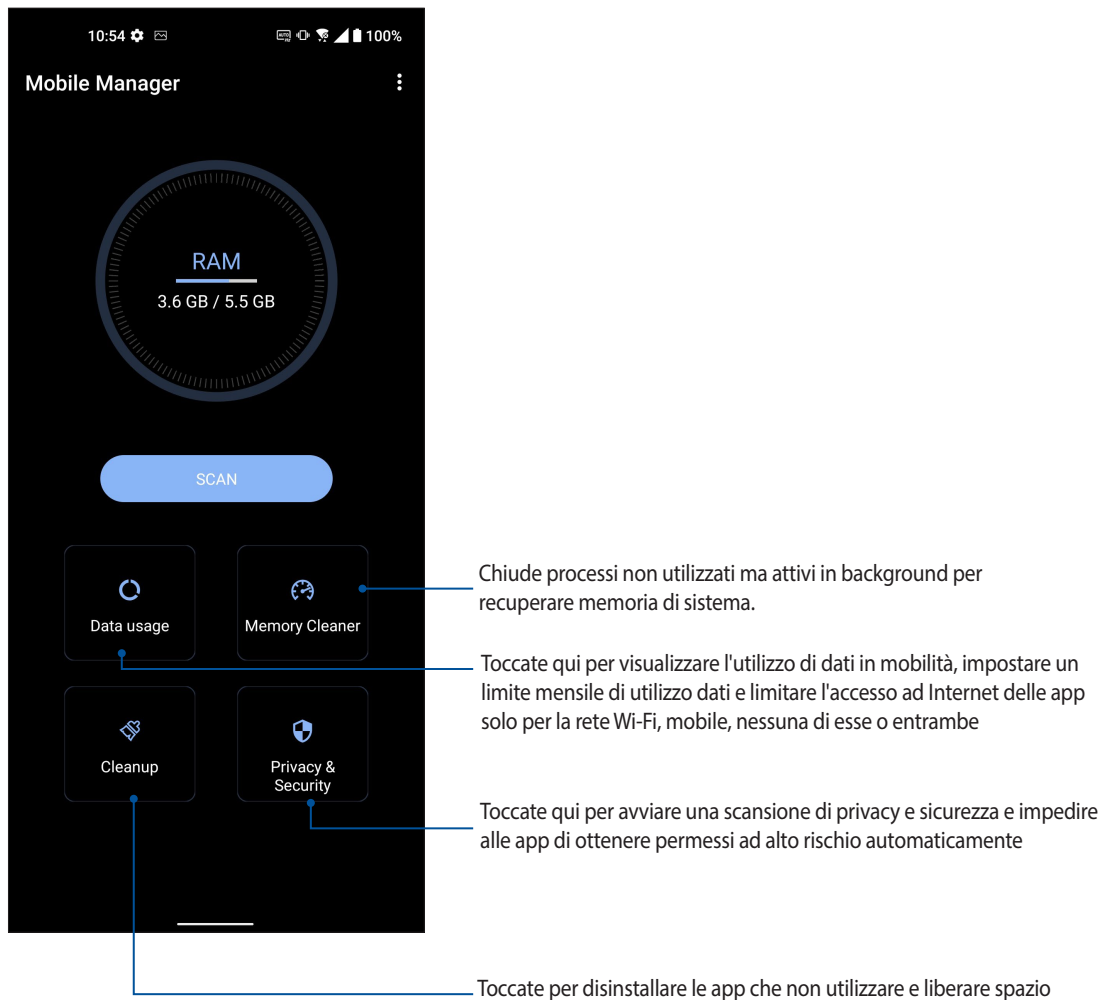 10:54
100%
Mobile Manager
RAM
3.6 GB / 5.5 GB
SCAN
Data usage
Memory Cleaner
Cleanup
Privacy &
Security
Chiude processi non utilizzati ma attivi in background per
recuperare memoria di sistema.
Toccate qui per visualizzare l'utilizzo di dati in mobilità, impostare un
limite mensile di utilizzo dati e limitare l'accesso ad Internet delle app
solo per la rete Wi-Fi, mobile, nessuna di esse o entrambe
Toccate qui per avviare una scansione di privacy e sicurezza e impedire
alle app di ottenere permessi ad alto rischio automaticamente
Toccate per disinstallare le app che non utilizzare e liberare spazio